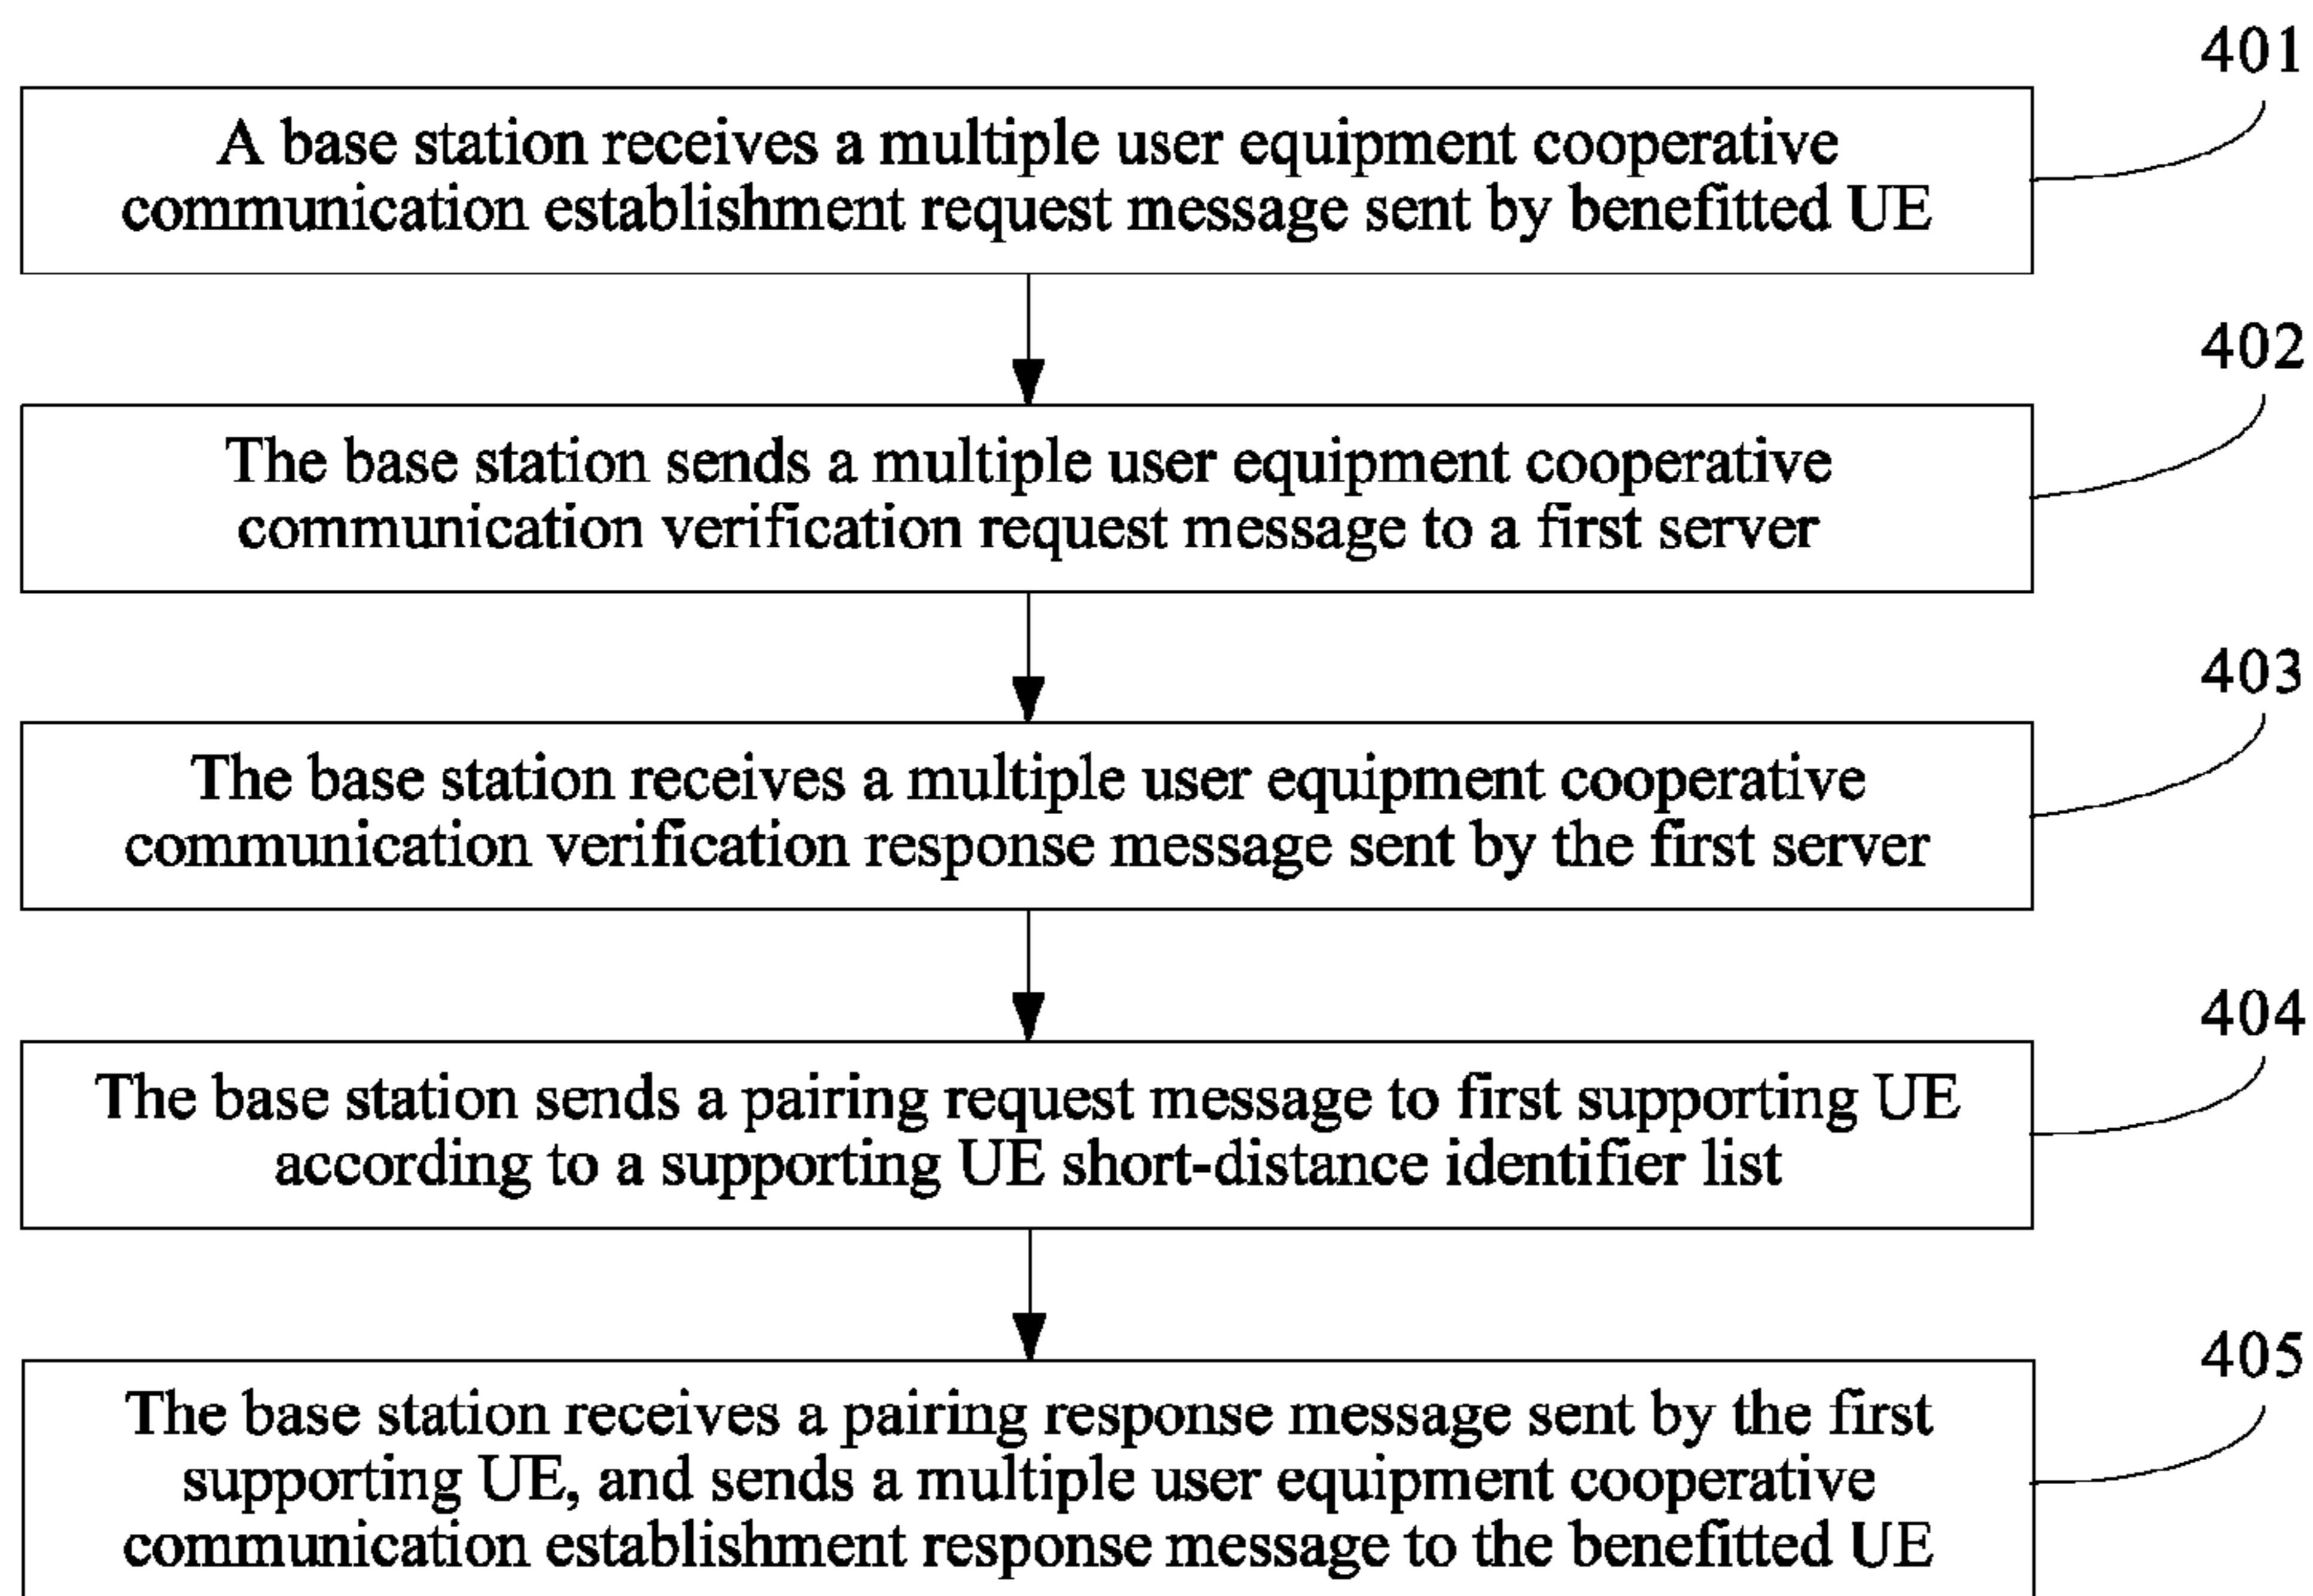 401
A base station receives a multiple user equipment cooperative
communication establishment request message sent by benefitted UE
402
The base station sends a multiple user equipment cooperative
communication verification request message to a first server
403
The base station receives a multiple user equipment cooperative
communication verification response message sent by the first server
404
The base station sends a pairing request message to first supporting UE
according to a supporting UE short-distance identifier list
405
The base station receives a pairing response message sent by the first
supporting UE, and sends a multiple user equipment cooperative
communication establishment response message to the benefitted UE